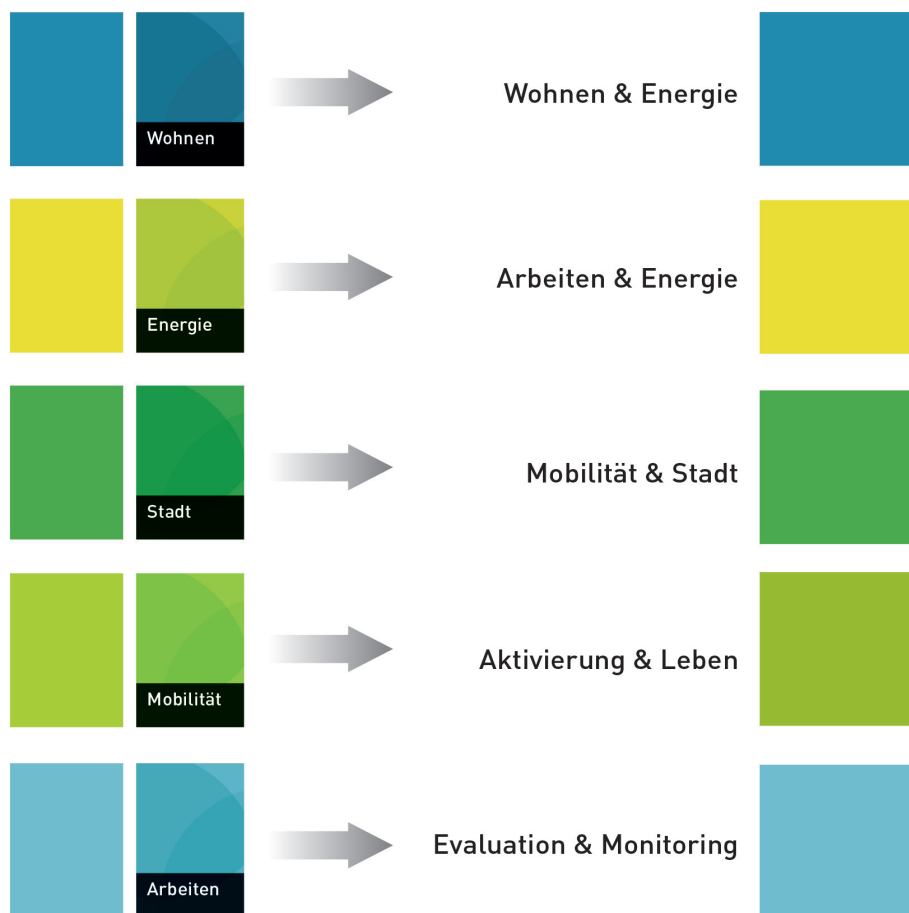 Wohnen
Wohnen & Energie
Energie
Arbeiten & Energie
Stadt
Mobilität & Stadt
Mobilität
Aktivierung & Leben
Arbeiten
Evaluation & Monitoring